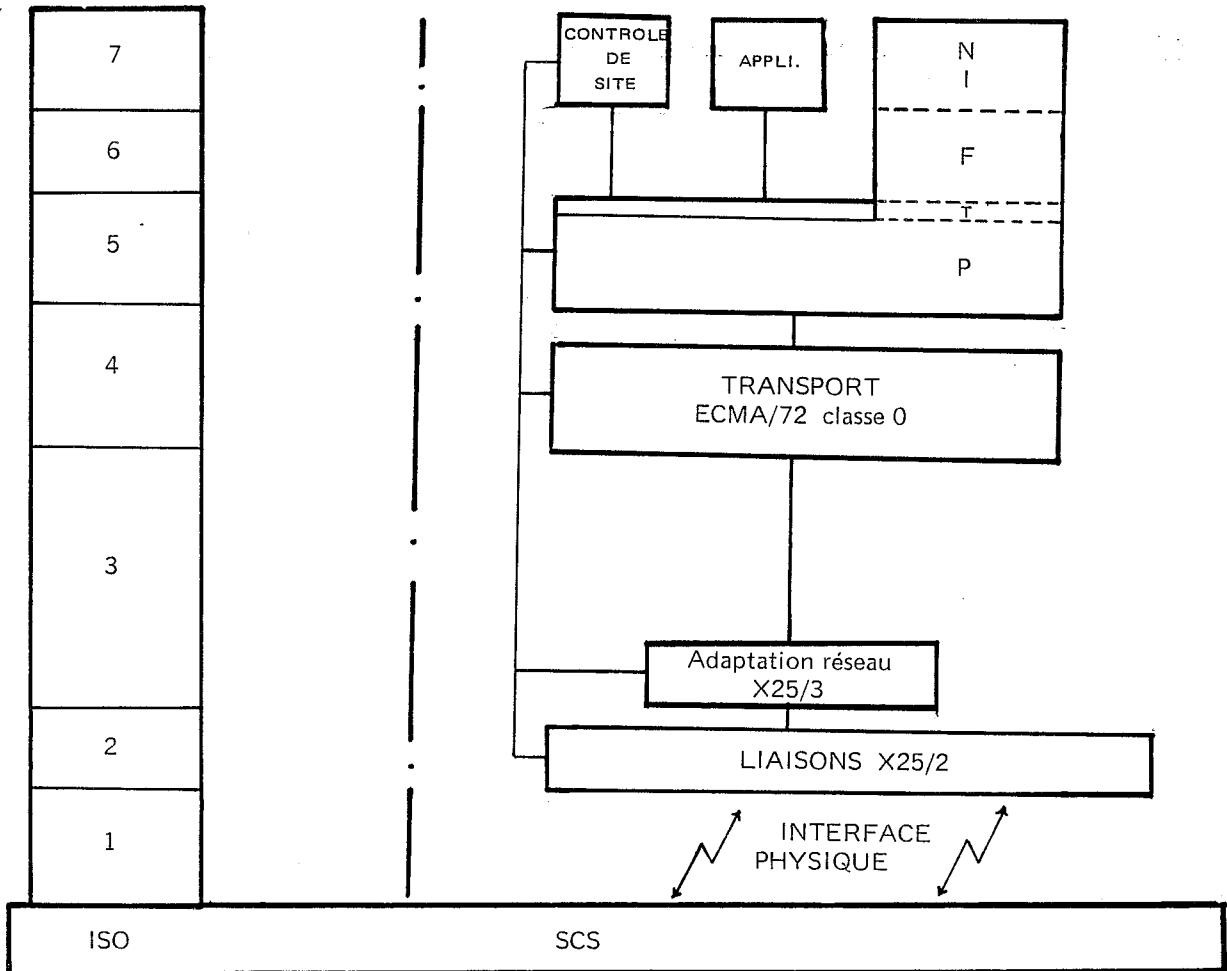 7
6
5
4
3
2
1
CONTROLE
DE
SITE
APPLI.
N
I
F
T
P
TRANSPORT
ECMA/72 classe 0
Adaptation réseau
X25/3
LIAISONS X25/2
INTERFACE
PHYSIQUE
ISO
SCS